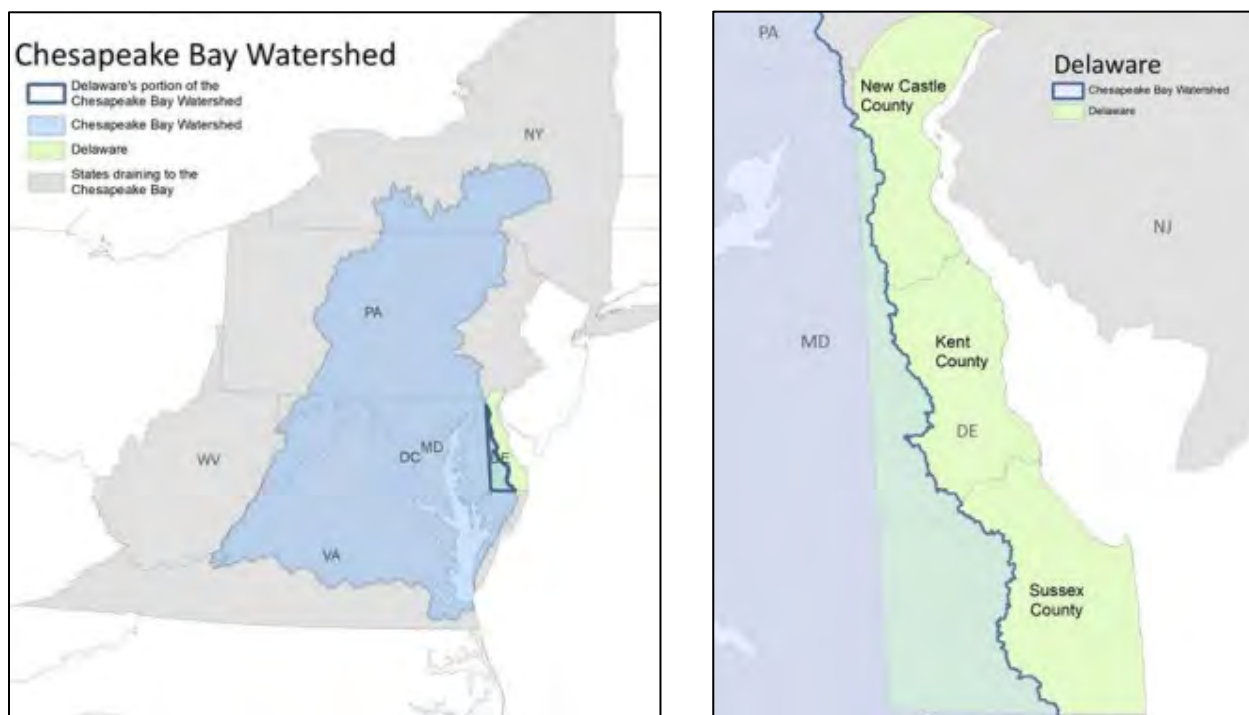 Chesapeake Bay Watershed
Delaware's portion of the
Chesapeake Bay Watershed
Chesapeake Bay Watershed
Delaware
States draining to the
Chesapeake Bay
NY
PA
WV
DC
MD
DE
VA
PA
New Castle
County
Delaware
Chesapeake Bay Watershed
Delaware
NJ
MD
Kent
County
DE
Sussex
County